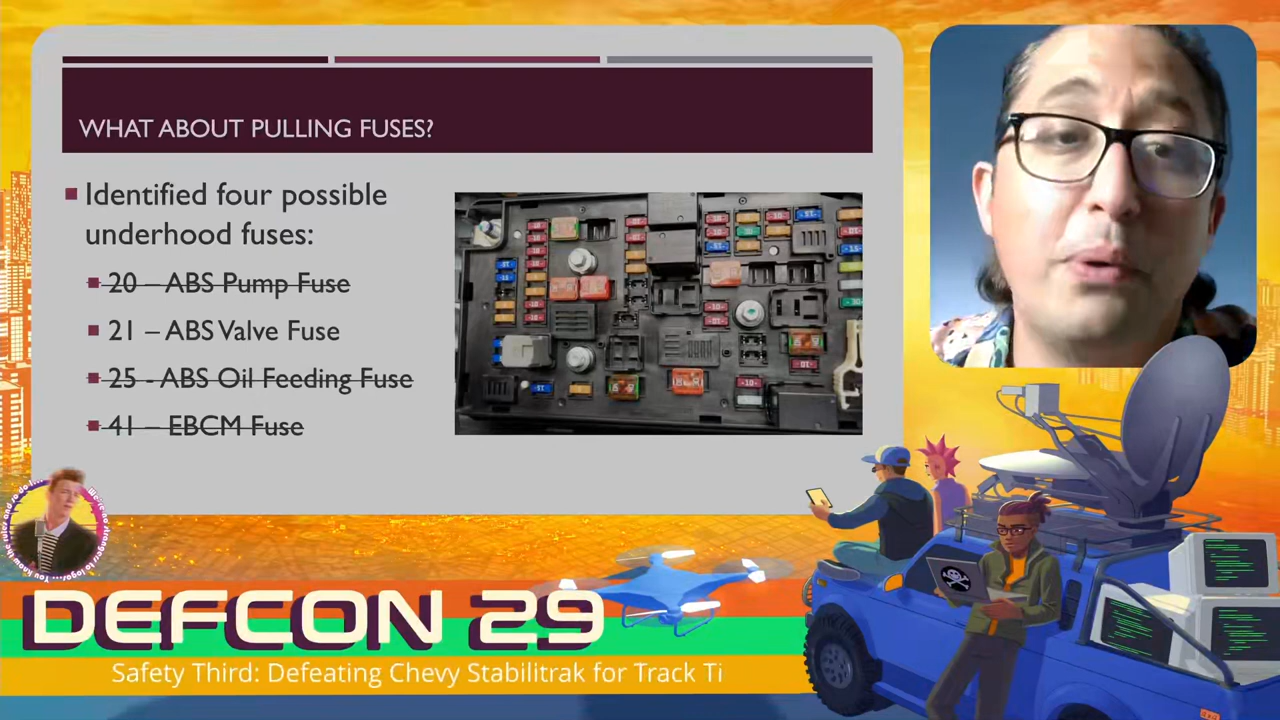 WHAT ABOUT PULLING FUSES?
Identified four possible
underhood fuses:
20 – ABS Pump Fuse
21 – ABS Valve Fuse
25 - ABS Oil Feeding Fuse
41 – EBCM Fuse
DEFCON 29
Safety Third: Defeating Chevy Stabilitrak for Track Ti